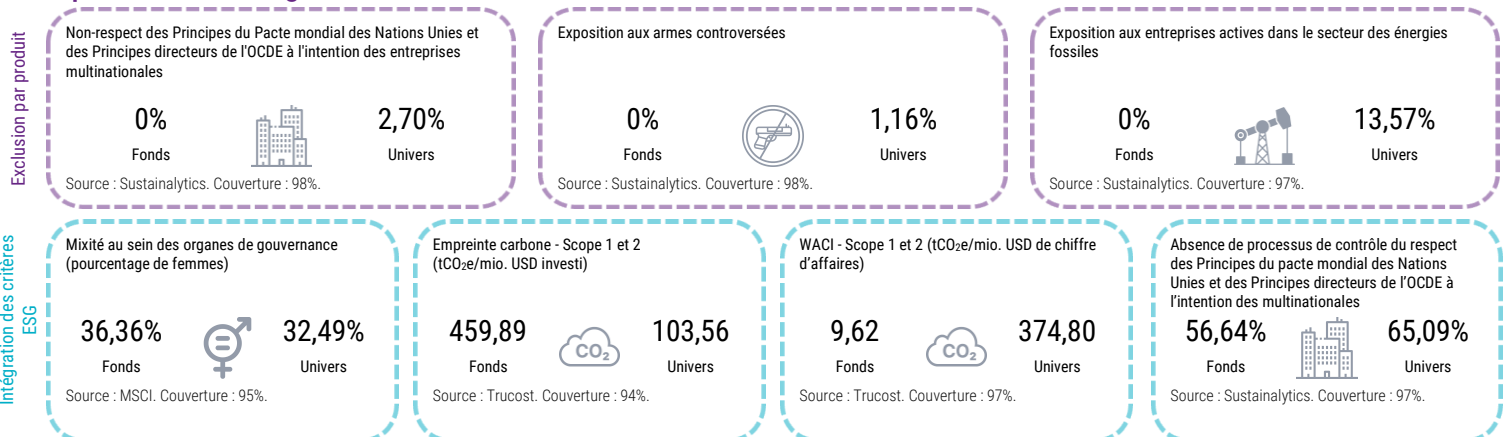 Exclusion par produit
Non-respect des Principes du Pacte mondial des Nations Unies et
des Principes directeurs de l'OCDE à l'intention des entreprises
multinationales
0%
2,70%
Fonds
Univers
Source : Sustainalytics. Couverture : 98%.
Exposition aux armes controversées
0%
1,16%
Fonds
Univers
Source : Sustainalytics. Couverture : 98%.
Exposition aux entreprises actives dans le secteur des énergies
fossiles
0%
13,57%
Fonds
Univers
Source : Sustainalytics. Couverture : 97%.
Intégration des critères
ESG
Mixité au sein des organes de gouvernance
(pourcentage de femmes)
36,36%
32,49%
Fonds
Univers
Source : MSCI. Couverture : 95%.
Empreinte carbone - Scope 1 et 2
(tCO₂e/mio. USD investi)
459,89
CO₂
103,56
Fonds
Univers
Source : Trucost. Couverture : 94%.
WACI - Scope 1 et 2 (tCO₂e/mio. USD de chiffre
d’affaires)
9,62
CO₂
374,80
Fonds
Univers
Source : Trucost. Couverture : 97%.
Absence de processus de contrôle du respect
des Principes du pacte mondial des Nations
Unies et des Principes directeurs de l’OCDE à
l’intention des multinationales
56,64%
65,09%
Fonds
Univers
Source : Sustainalytics. Couverture : 97%.